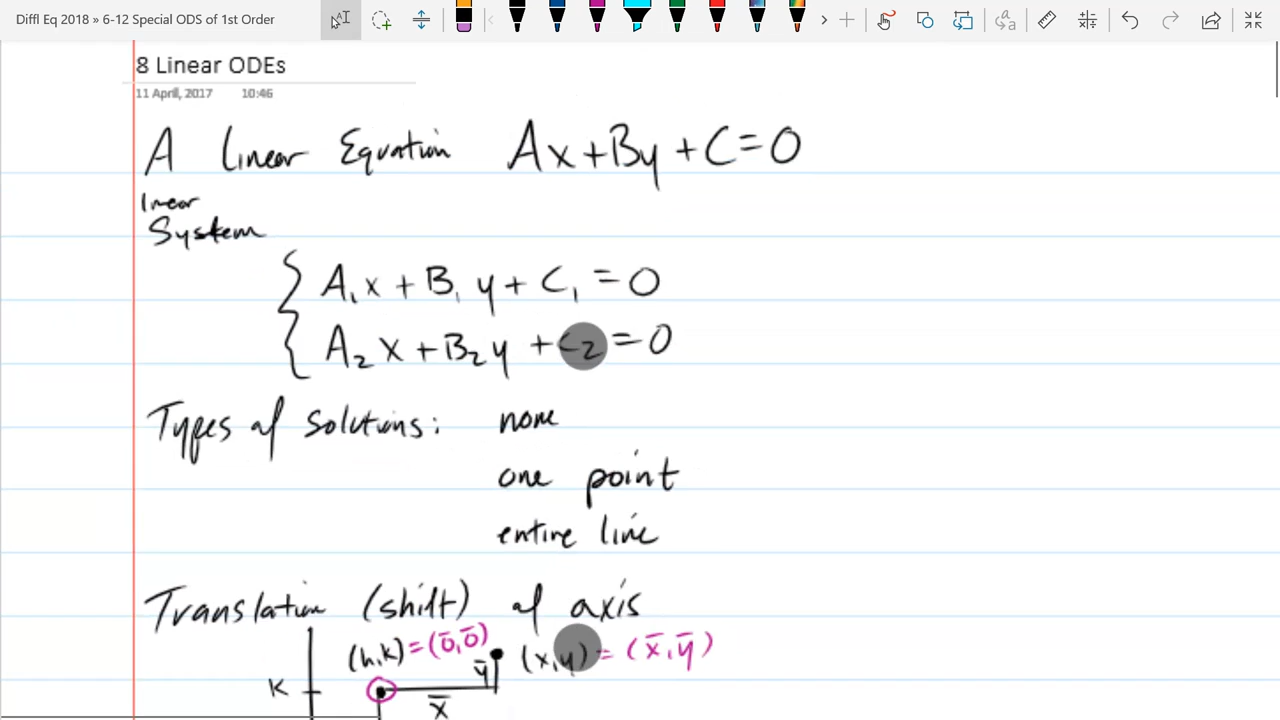 Diffl Eq 2018 » 6-12 Special ODS of 1st Order
8 Linear ODEs
11 April, 2017 10:46
A linear Equation Ax+By+C=0
linear
System
A₁x + B₁y + C₁ = 0
A₂x + B₂y + C₂ = 0
Types of solutions: none
one point
entire line
Translation (shift) of axis
(h,k) = (0̄,0̄) (x,y) = (x̄,ȳ)
ȳ
K
x̄